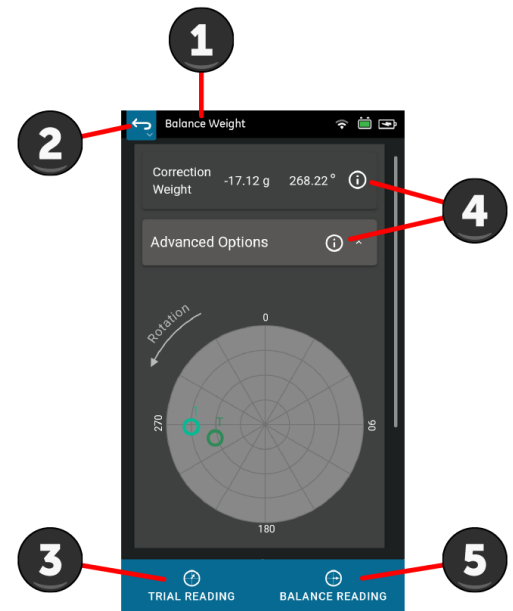 1
2
Balance Weight
Correction
Weight
-17.12 g
268.22 °
4
Advanced Options
Rotation
0
I
T
270
90
180
3
TRIAL READING
BALANCE READING
5